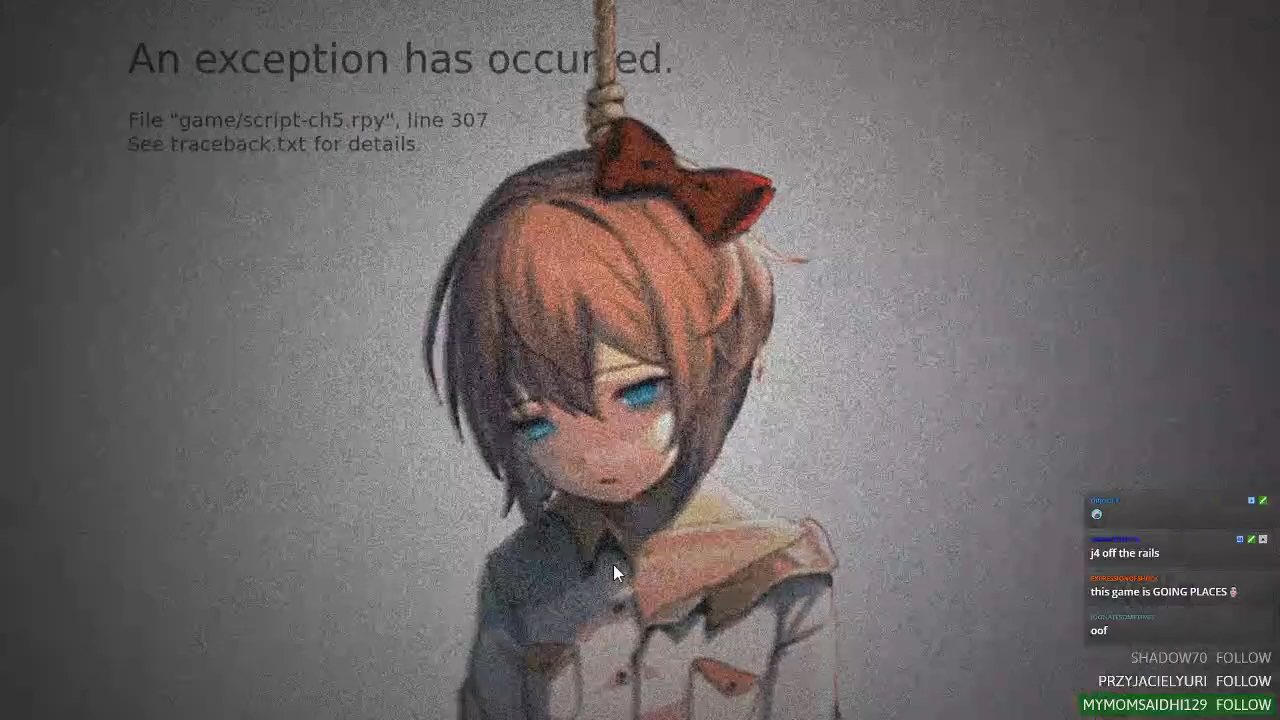 An exception has occurred.
File "game/script-ch5.rpy", line 307
See traceback.txt for details.
j4 off the rails
EXPRESSIONOFSHOCK
this game is GOING PLACES
oof
SHADOW70 FOLLOW
PRZYJACIELYURI FOLLOW
MYMOMSAIDHI129 FOLLOW